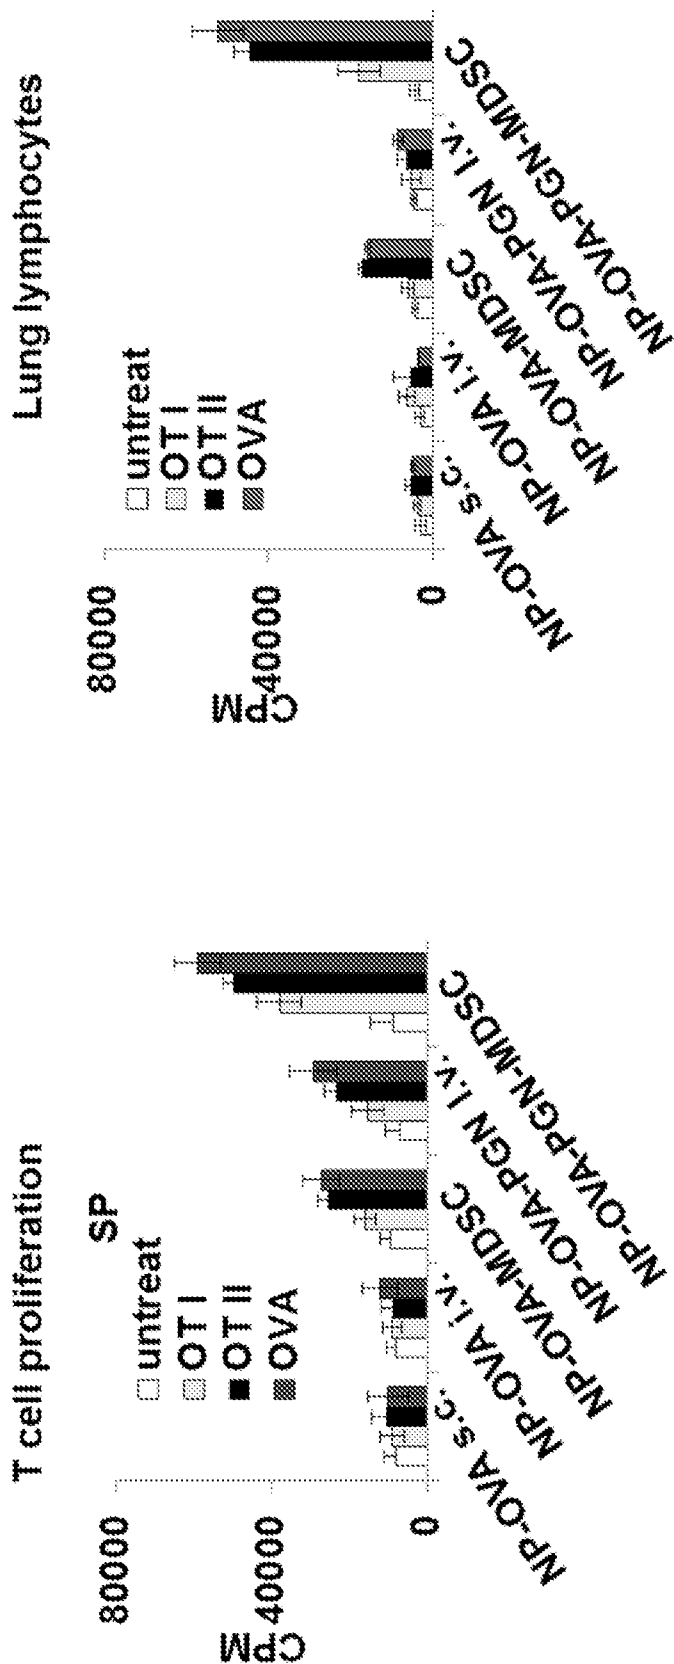 T cell proliferation
SP
untreat
OT I
OT II
OVA
80000
40000
0
CPM
NP-OVA s.c.
NP-OVA i.v.
NP-OVA-MDSC
NP-OVA-PGN I.v.
NP-OVA-PGN-MDSC
Lung lymphocytes
untreat
OT I
OT II
OVA
80000
40000
0
CPM
NP-OVA s.c.
NP-OVA i.v.
NP-OVA-MDSC
NP-OVA-PGN I.v.
NP-OVA-PGN-MDSC